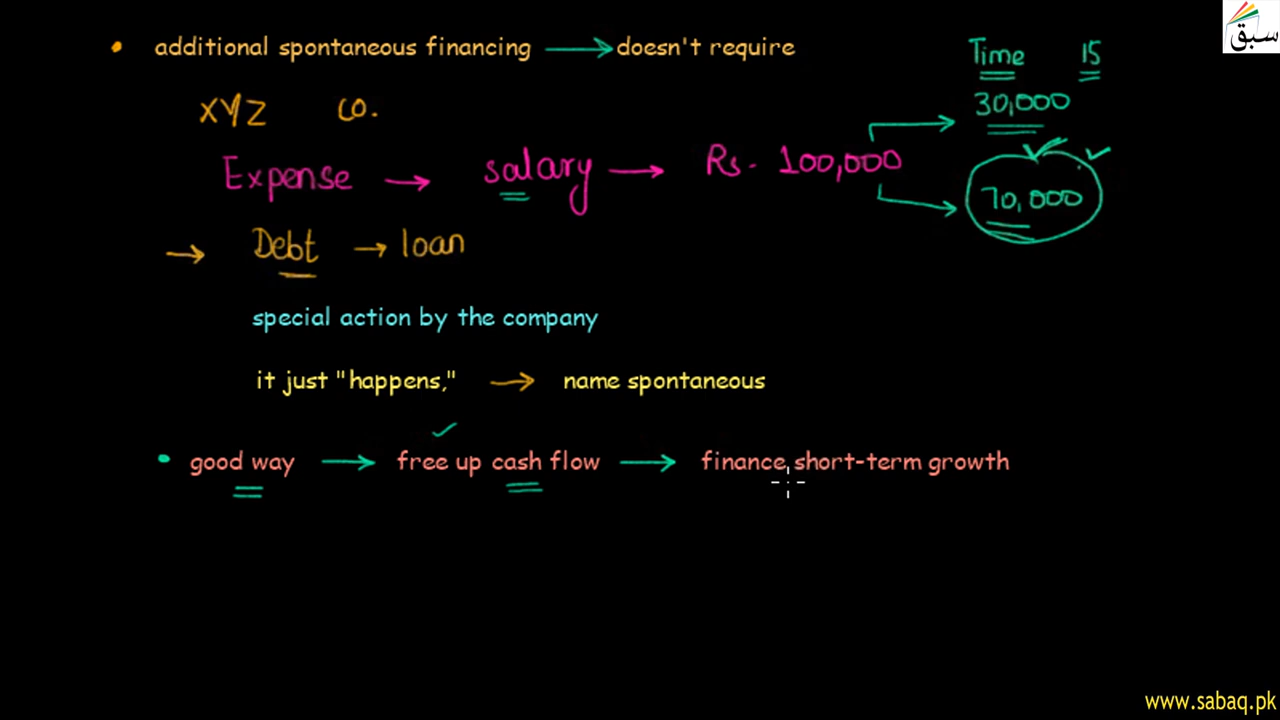 سبق
• additional spontaneous financing → doesn't require
Time 15
XYZ co.
30,000
Expense → salary → Rs. 100,000
70,000
→ Debt → loan
special action by the company
it just "happens," → name spontaneous
• good way → free up cash flow → finance short-term growth
www.sabaq.pk